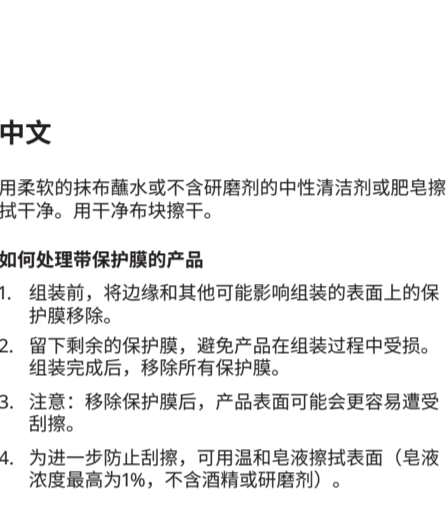 中文
用柔软的抹布蘸水或不含研磨剂的中性清洁剂或肥皂擦
拭干净。用干净布块擦干。
如何处理带保护膜的产品
1. 组装前，将边缘和其他可能影响组装的表面上的保
护膜移除。
2. 留下剩余的保护膜，避免产品在组装过程中受损。
组装完成后，移除所有保护膜。
3. 注意：移除保护膜后，产品表面可能会更容易遭受
刮擦。
4. 为进一步防止刮擦，可用温和皂液擦拭表面（皂液
浓度最高为1%，不含酒精或研磨剂）。